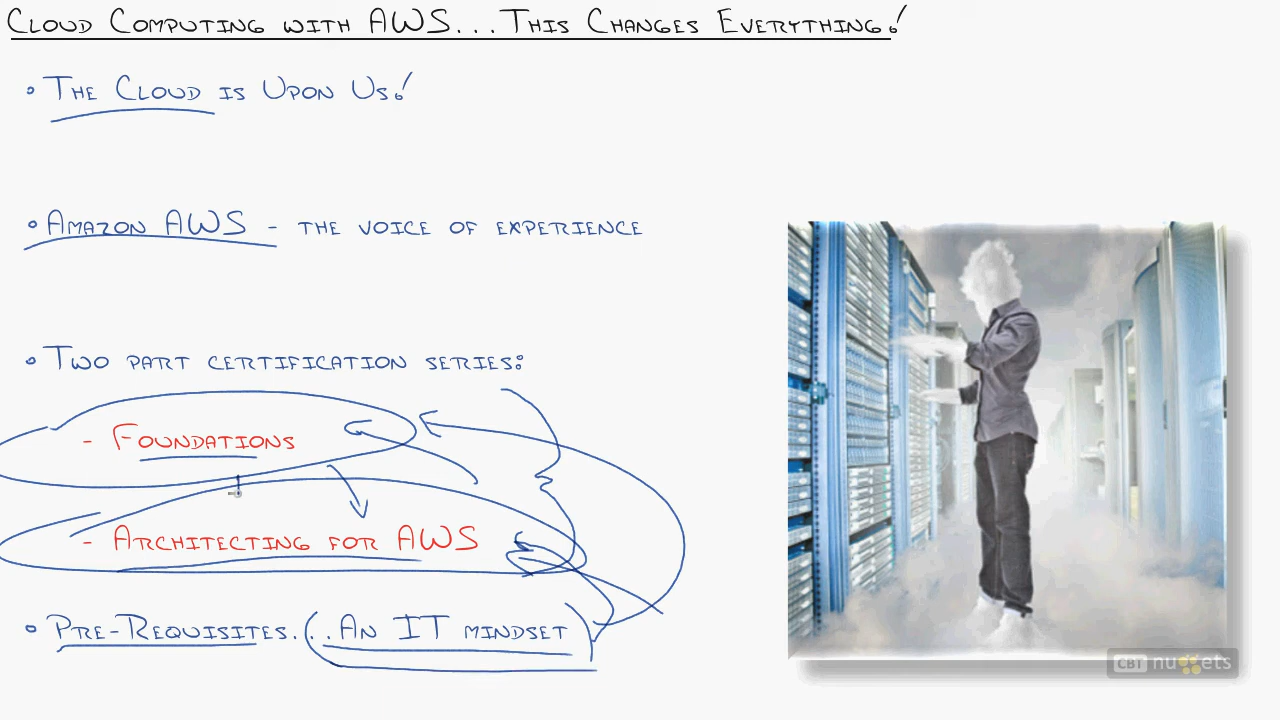 Cloud Computing with AWS...This Changes Everything!
• The Cloud is Upon Us!
• Amazon AWS - the voice of experience
• Two part certification series:
- Foundations
- Architecting for AWS
• Pre-Requisites...An IT mindset
CBT nuggets